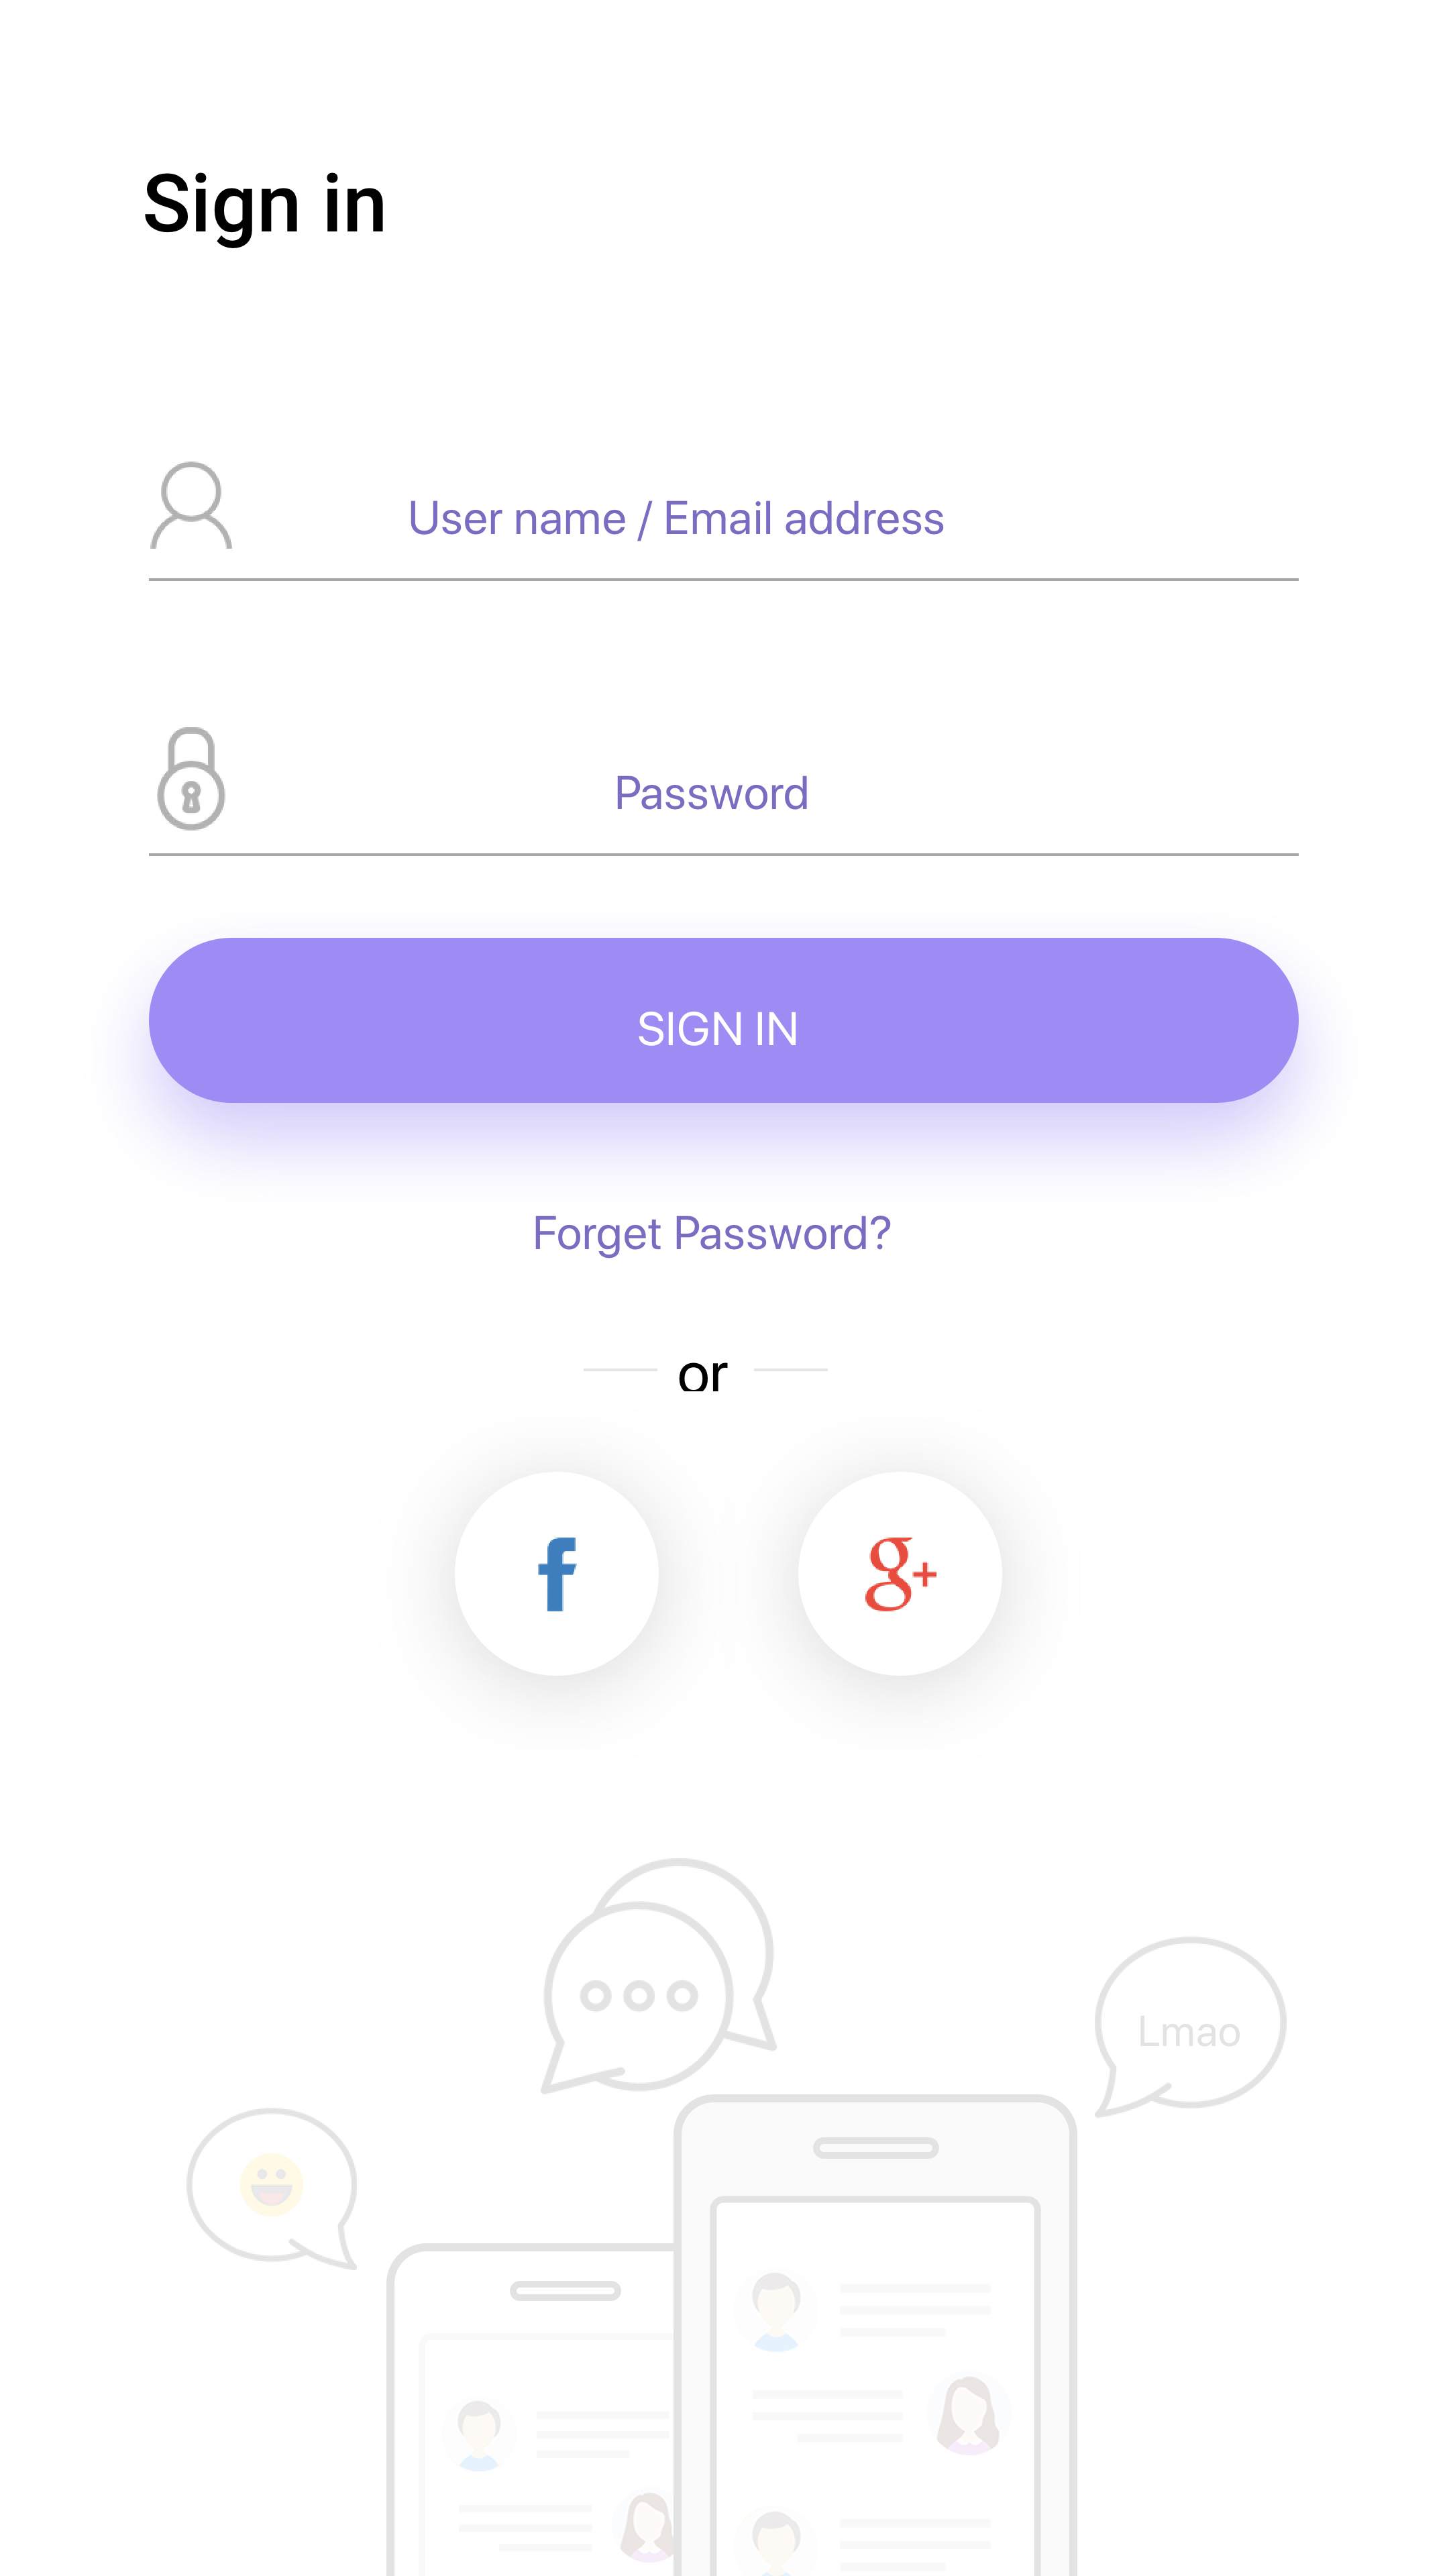 Sign in
User name / Email address
Password
SIGN IN
Forget Password?
or
f
g+
Lmao